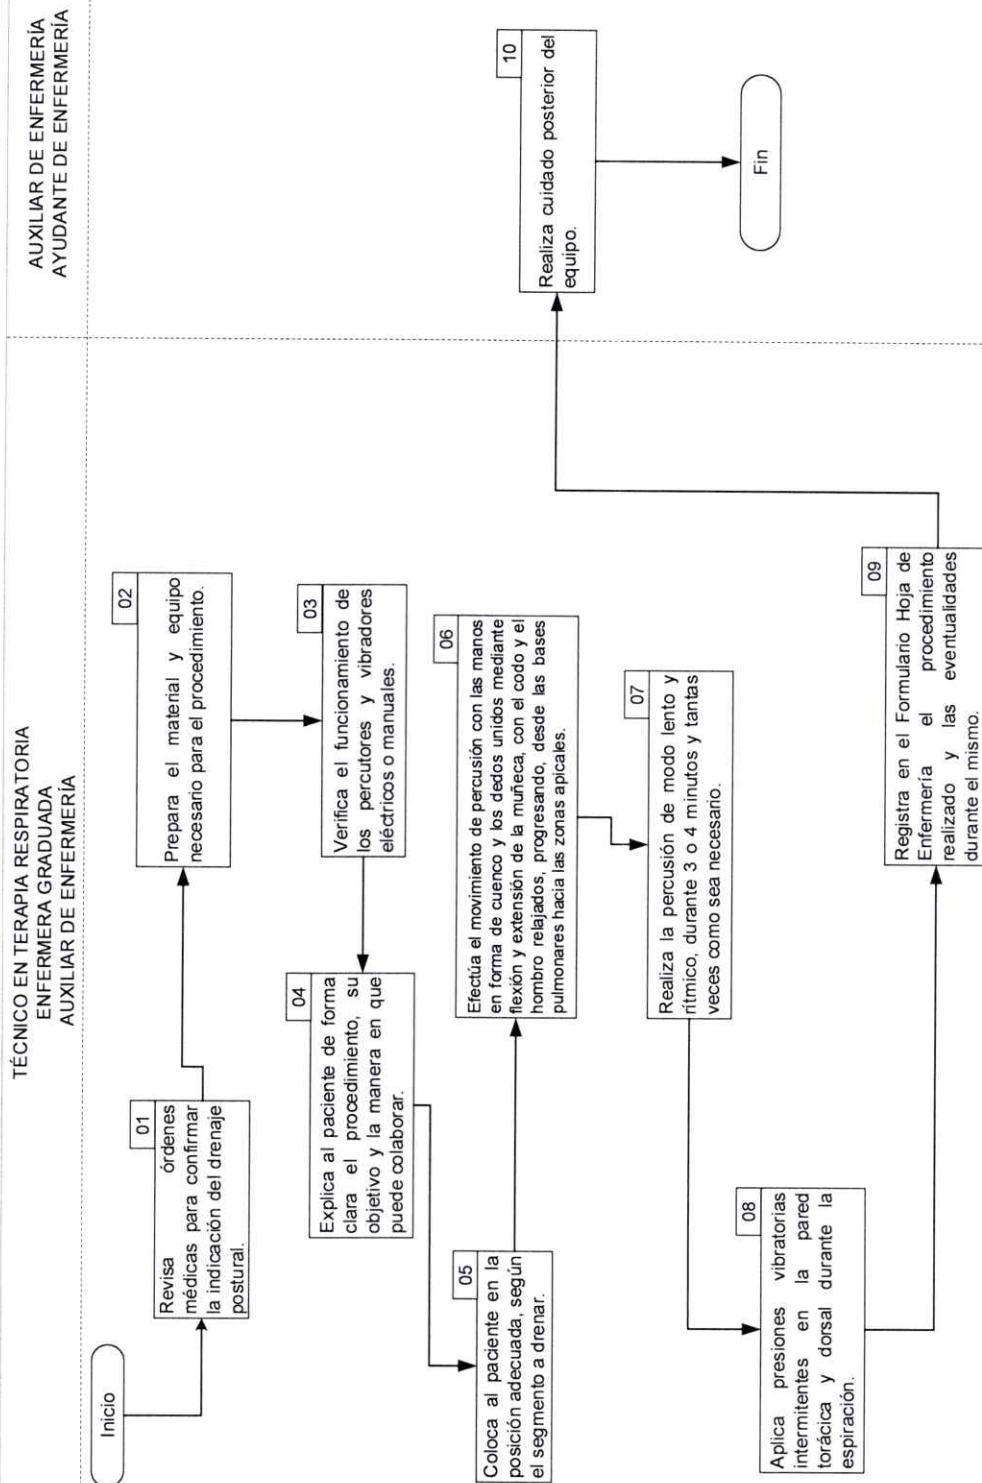 TÉCNICO EN TERAPIA RESPIRATORIA
ENFERMERA GRADUADA
AUXILIAR DE ENFERMERÍA
AUXILIAR DE ENFERMERÍA
AYUDANTE DE ENFERMERÍA
Inicio
01
Revisa órdenes
médicas para confirmar
la indicación del drenaje
postural.
02
Prepara el material y equipo
necesario para el procedimiento.
03
Verifica el funcionamiento de
los percutores y vibradores
eléctricos o manuales.
04
Explica al paciente de forma
clara el procedimiento, su
objetivo y la manera en que
puede colaborar.
05
Coloca al paciente en la
posición adecuada, según
el segmento a drenar.
06
Efectúa el movimiento de percusión con las manos
en forma de cuenco y los dedos unidos mediante
flexión y extensión de la muñeca, con el codo y el
hombro relajados, progresando, desde las bases
pulmonares hacia las zonas apicales.
07
Realiza la percusión de modo lento y
rítmico, durante 3 o 4 minutos y tantas
veces como sea necesario.
08
Aplica presiones vibratorias
intermitentes en la pared
torácica y dorsal durante la
espiración.
09
Registra en el Formulario Hoja de
Enfermería el procedimiento
realizado y las eventualidades
durante el mismo.
10
Realiza cuidado posterior del
equipo.
Fin